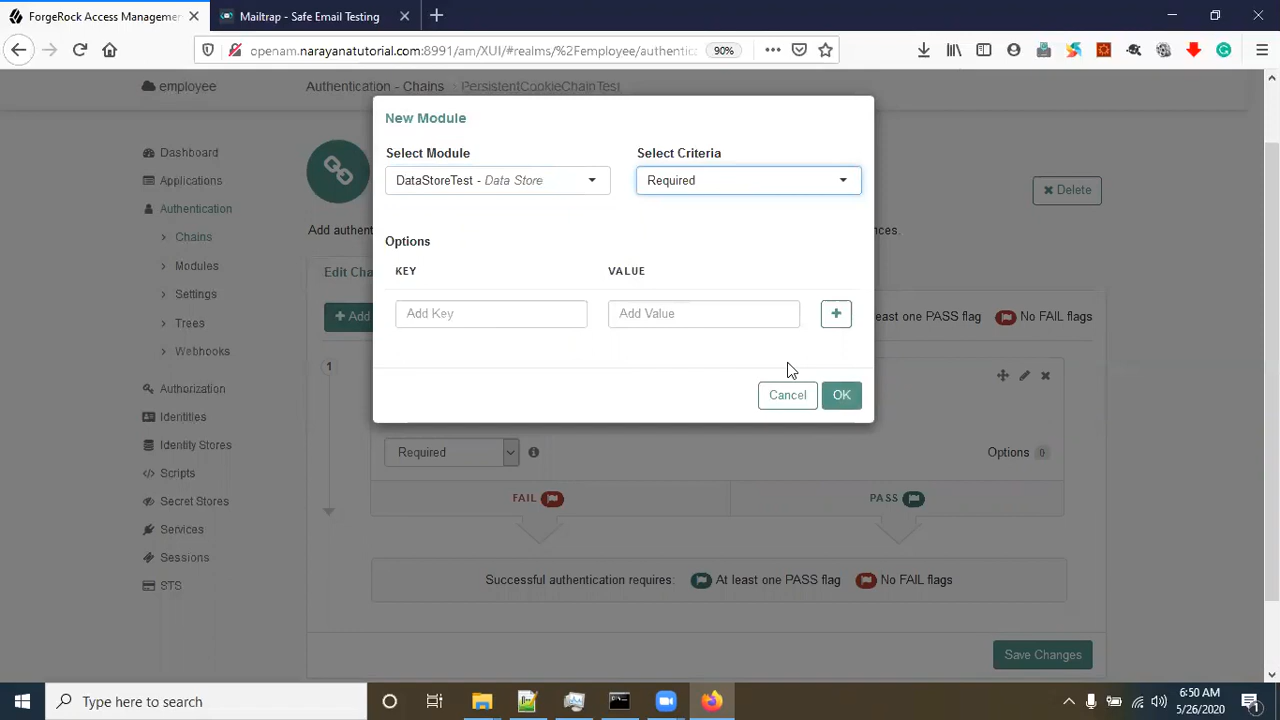 ForgeRock Access Managemen
Mailtrap - Safe Email Testing
openam.narayanatutorial.com:8991/am/XUI/#realms/%2Femployee/authentic
90%
employee
Authentication - Chains
PersistentCookieChainTest
New Module
Select Module
Select Criteria
DataStoreTest - Data Store
Required
Options
KEY
VALUE
Add Key
Add Value
Cancel
OK
Dashboard
Applications
Authentication
Chains
Modules
Settings
Trees
Webhooks
Authorization
Identities
Identity Stores
Scripts
Secret Stores
Services
Sessions
STS
Delete
Add authent
nces.
Edit Cha
Add
least one PASS flag
No FAIL flags
1
Required
Options 0
FAIL
PASS
Successful authentication requires: At least one PASS flag No FAIL flags
Save Changes
Type here to search
6:50 AM
5/26/2020
1